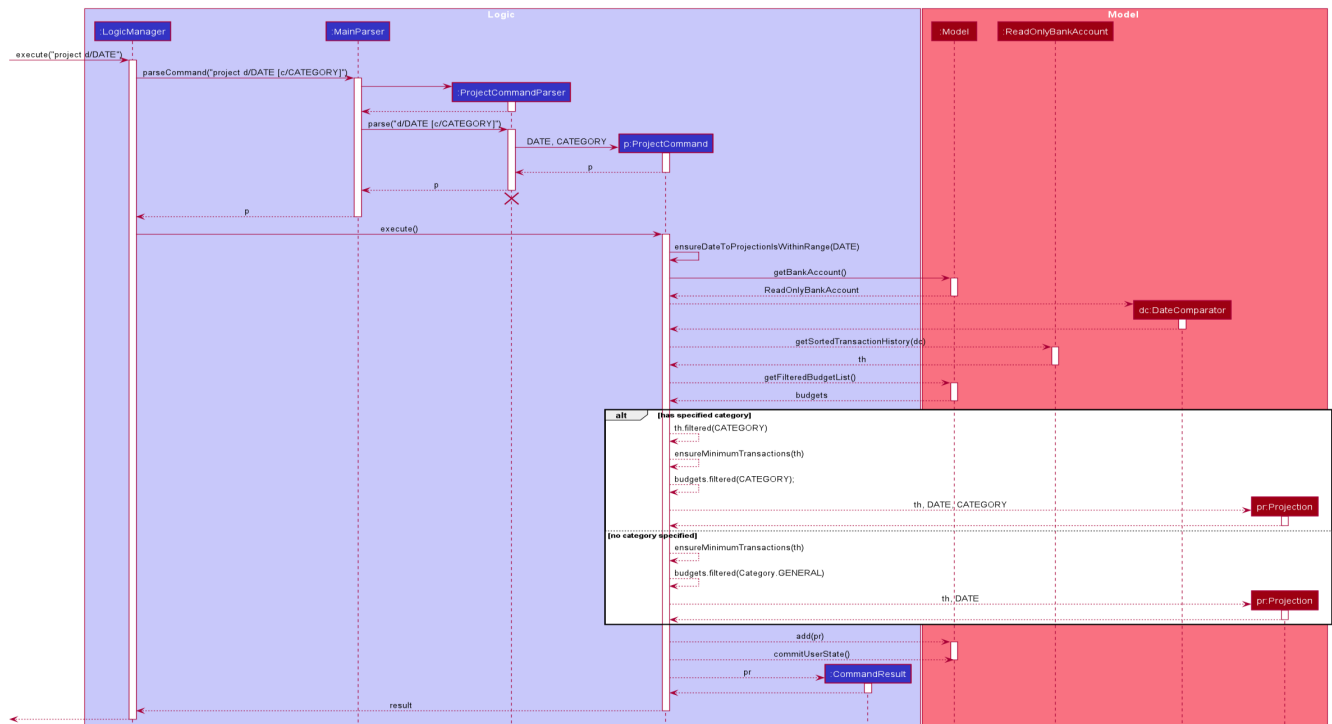 Logic
Model
:LogicManager
:MainParser
:Model
:ReadOnlyBankAccount
execute("project d/DATE")
parseCommand("project d/DATE [c/CATEGORY]")
:ProjectCommandParser
parse("d/DATE [c/CATEGORY]")
DATE, CATEGORY
p:ProjectCommand
p
p
p
execute()
ensureDateToProjectionIsWithinRange(DATE)
getBankAccount()
ReadOnlyBankAccount
dc:DateComparator
getSortedTransactionHistory(dc)
th
getFilteredBudgetList()
budgets
alt [has specified category]
th.filtered(CATEGORY)
ensureMinimumTransactions(th)
budgets.filtered(CATEGORY);
th, DATE, CATEGORY
pr:Projection
[no category specified]
ensureMinimumTransactions(th)
budgets.filtered(Category.GENERAL)
th, DATE
pr:Projection
add(pr)
commitUserState()
pr
:CommandResult
result